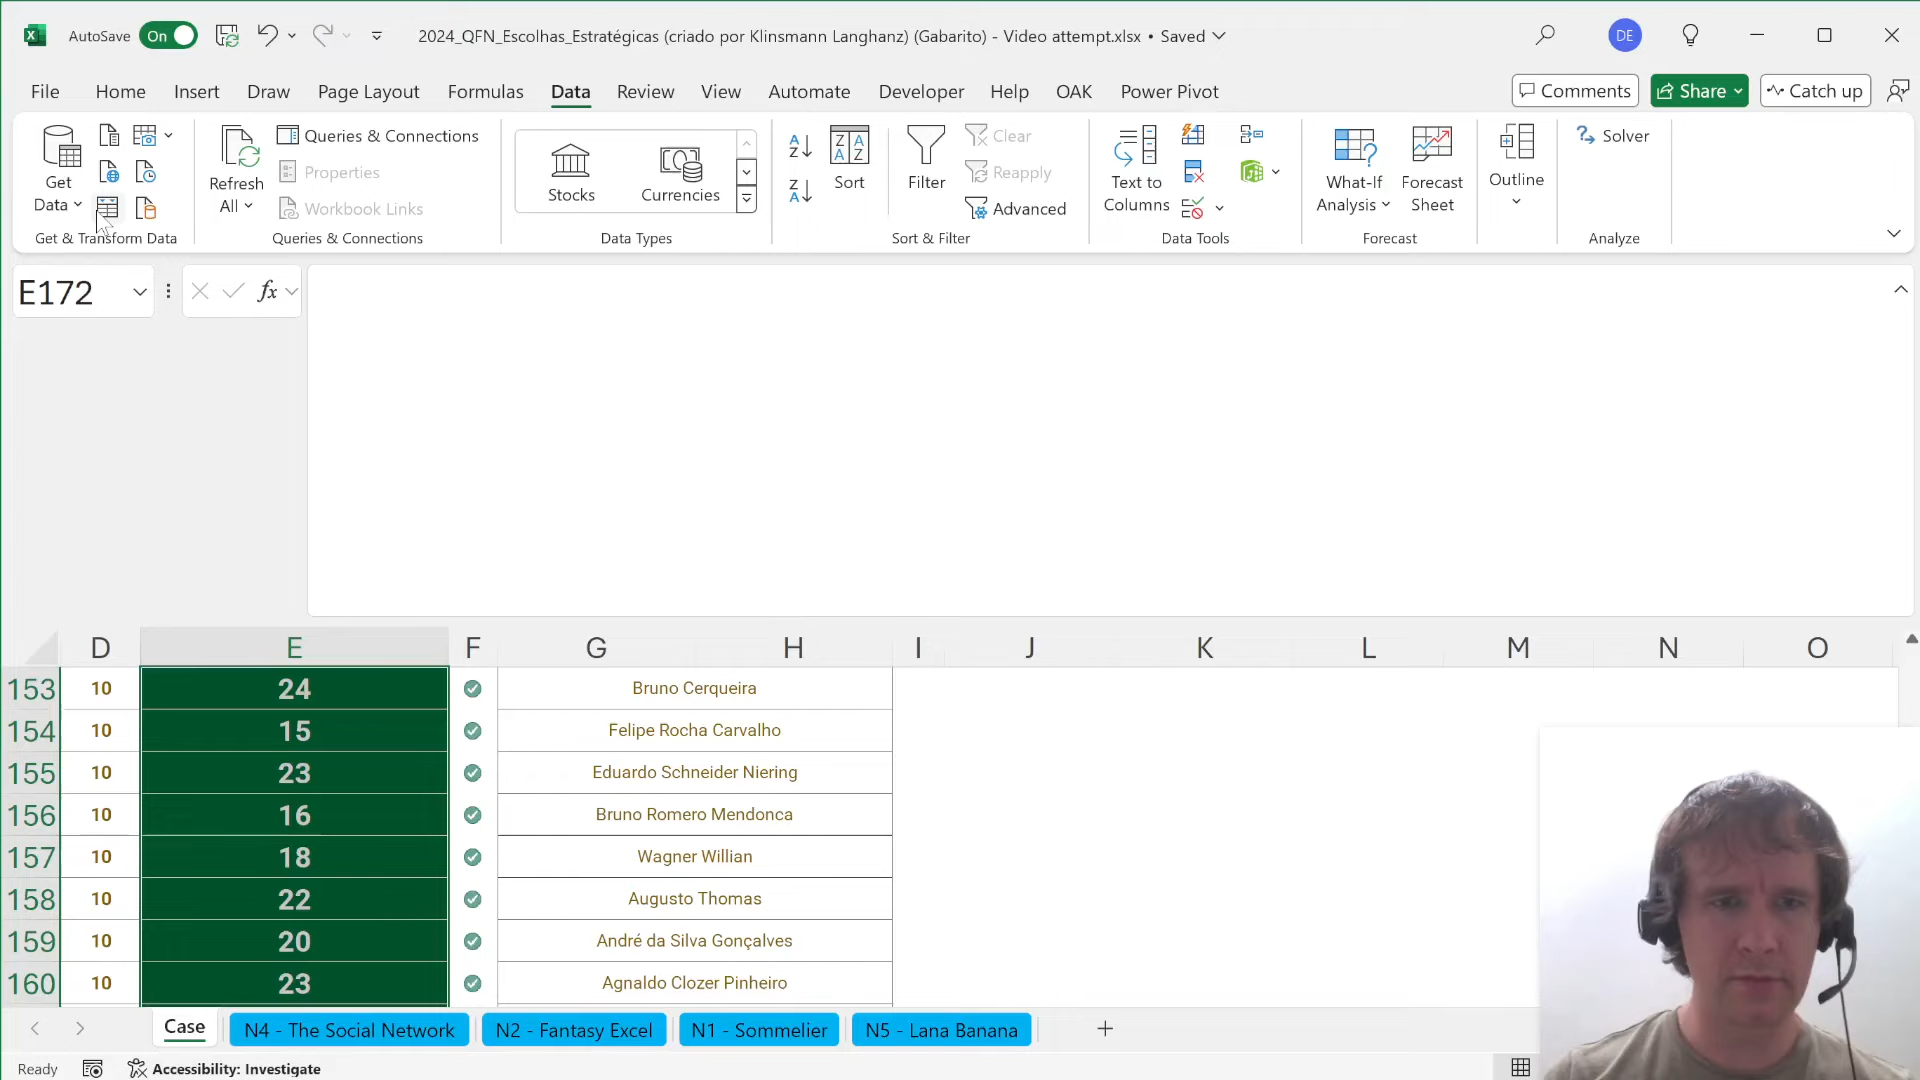 AutoSave On 2024_QFN_Escolhas_Estratégicas (criado por Klinsmann Langhanz) (Gabarito) - Video attempt.xlsx • Saved DE
File Home Insert Draw Page Layout Formulas Data Review View Automate Developer Help OAK Power Pivot Comments Share Catch up
Get Data
Refresh All
Queries & Connections
Properties
Workbook Links
Stocks
Currencies
Sort
Filter
Clear
Reapply
Advanced
Text to Columns
What-If Analysis
Forecast Sheet
Outline
Solver
Get & Transform Data Queries & Connections Data Types Sort & Filter Data Tools Forecast Analyze
E172 fx
D E F G H I J K L M N O
153 10 24 Bruno Cerqueira
154 10 15 Felipe Rocha Carvalho
155 10 23 Eduardo Schneider Niering
156 10 16 Bruno Romero Mendonca
157 10 18 Wagner Willian
158 10 22 Augusto Thomas
159 10 20 André da Silva Gonçalves
160 10 23 Agnaldo Clozer Pinheiro
Case N4 - The Social Network N2 - Fantasy Excel N1 - Sommelier N5 - Lana Banana
Ready Accessibility: Investigate